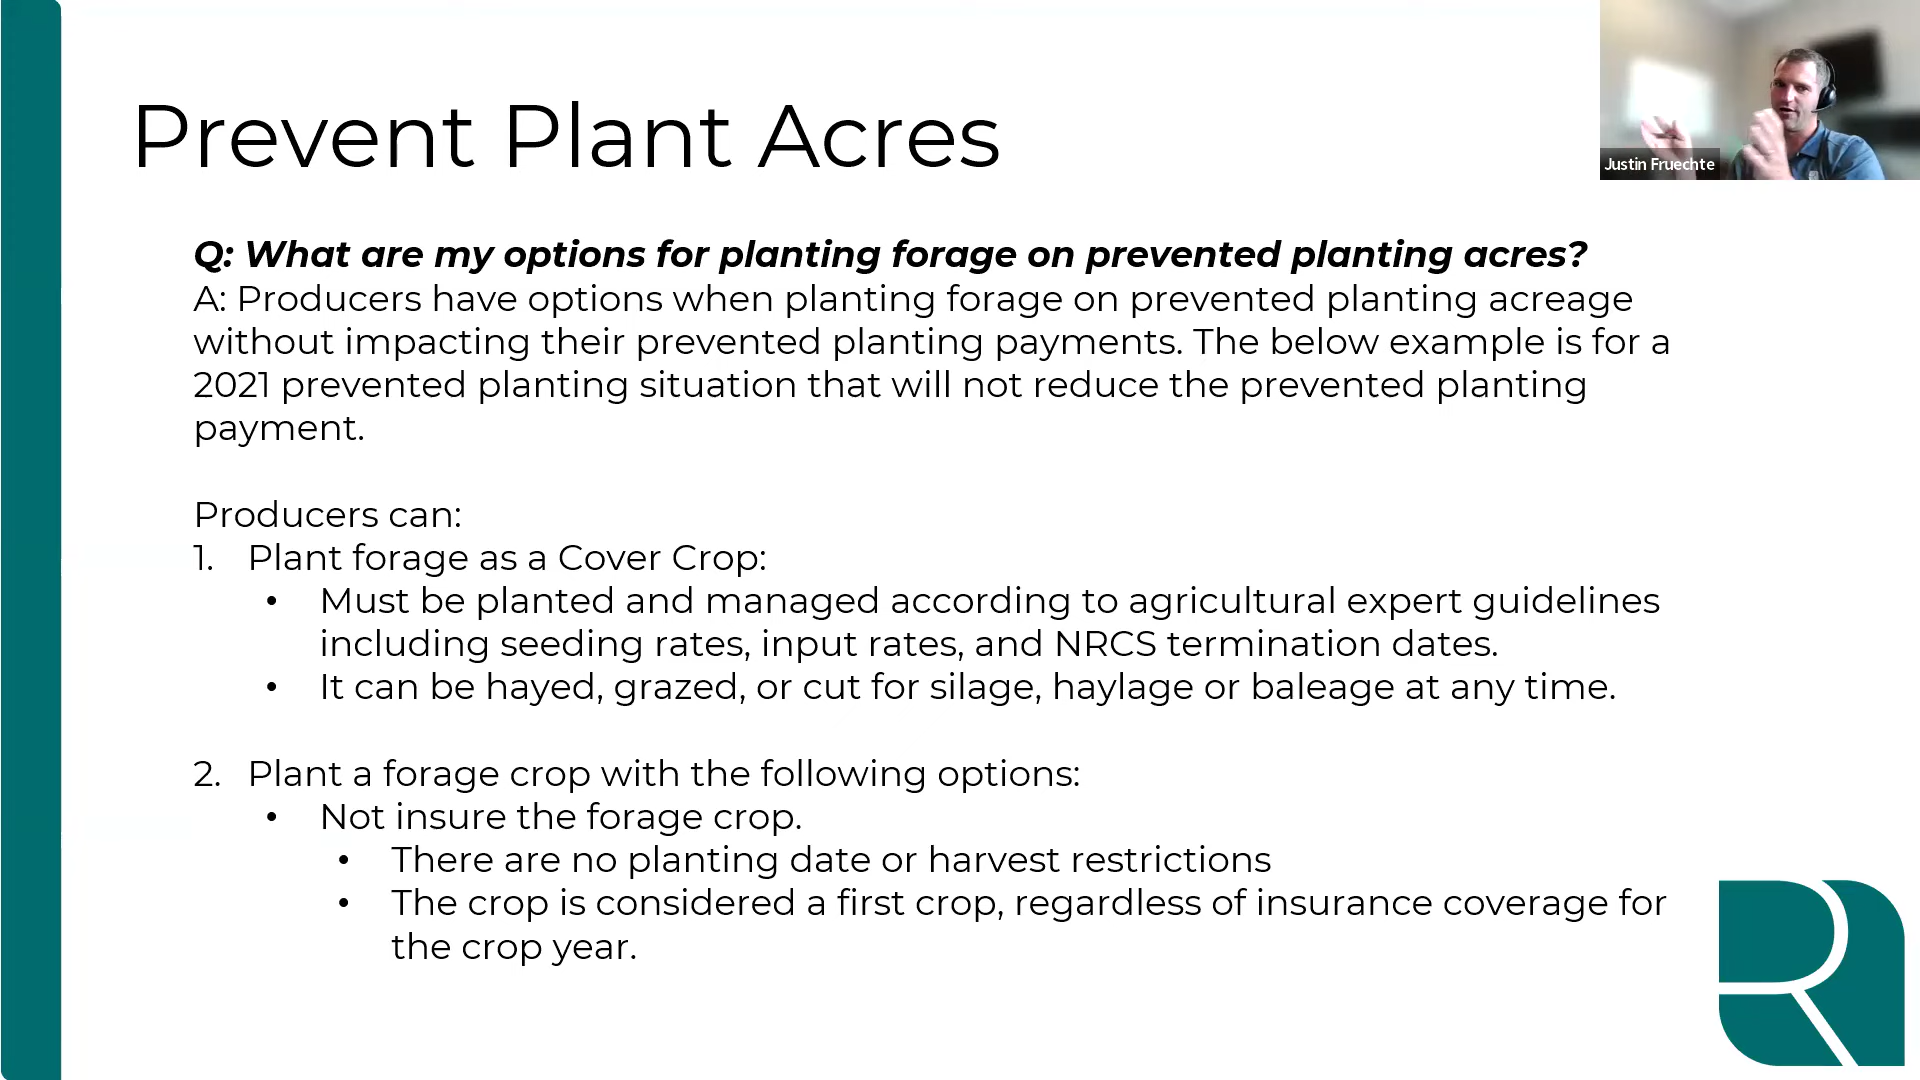 Prevent Plant Acres
Justin Fruechte
Q: What are my options for planting forage on prevented planting acres?
A: Producers have options when planting forage on prevented planting acreage
without impacting their prevented planting payments. The below example is for a
2021 prevented planting situation that will not reduce the prevented planting
payment.
Producers can:
1. Plant forage as a Cover Crop:
• Must be planted and managed according to agricultural expert guidelines
including seeding rates, input rates, and NRCS termination dates.
• It can be hayed, grazed, or cut for silage, haylage or baleage at any time.
2. Plant a forage crop with the following options:
• Not insure the forage crop.
• There are no planting date or harvest restrictions
• The crop is considered a first crop, regardless of insurance coverage for
the crop year.